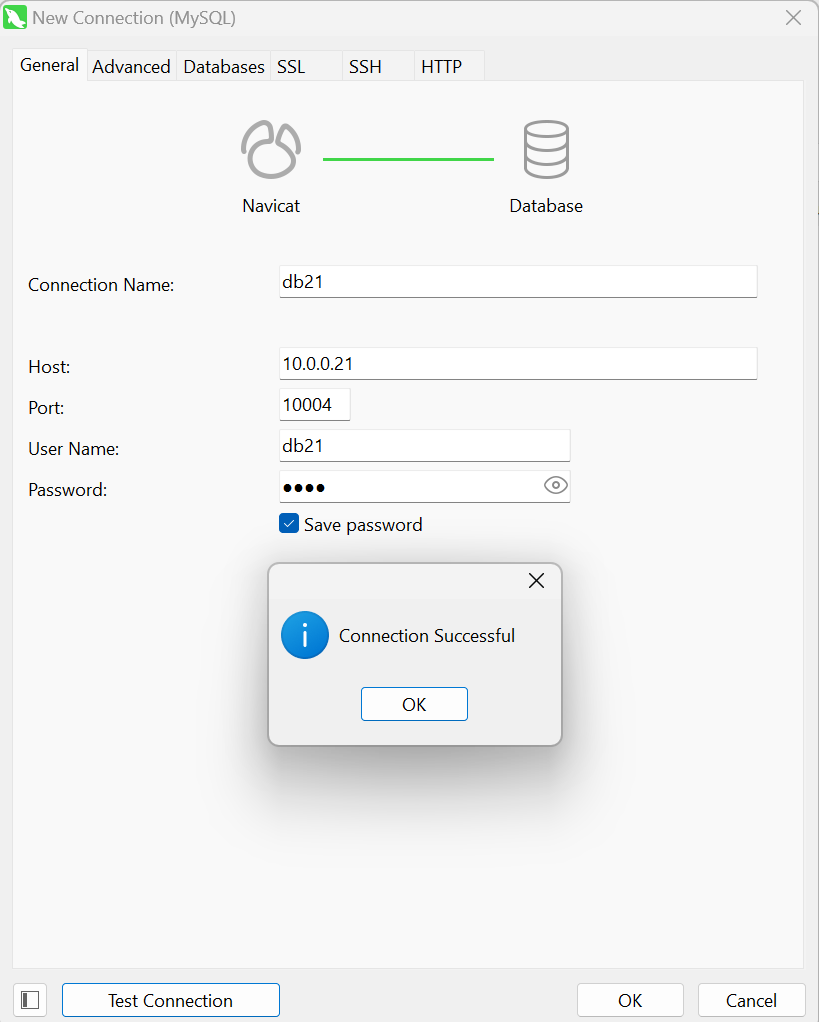 New Connection (MySQL)
General Advanced Databases SSL SSH HTTP
Navicat Database
Connection Name: db21
Host: 10.0.0.21
Port: 10004
User Name: db21
Password: ●●●●
Save password
Connection Successful
OK
Test Connection OK Cancel